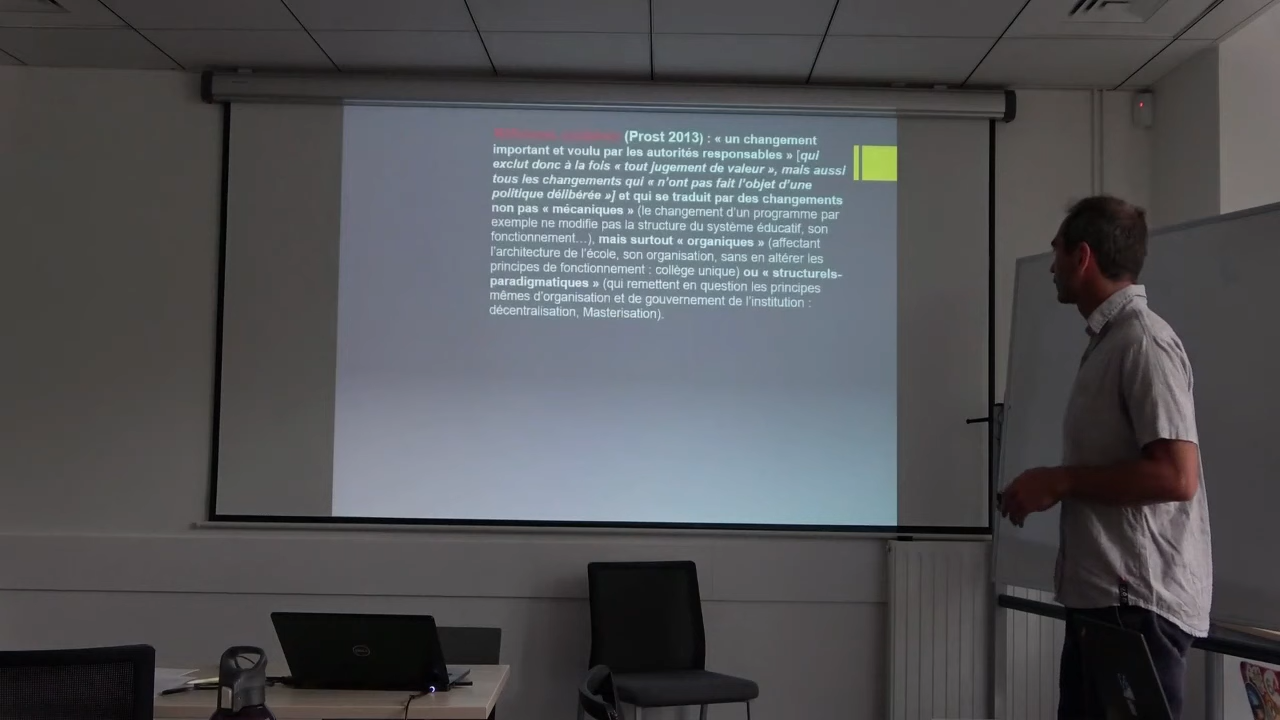 (Prost 2013) : « un changement
important et voulu par les autorités responsables » [qui
exclut donc à la fois « tout jugement de valeur », mais aussi
tous les changements qui « n'ont pas fait l'objet d'une
politique délibérée »] et qui se traduit par des changements
non pas « mécaniques » (le changement d'un programme par
exemple ne modifie pas la structure du système éducatif, son
fonctionnement…), mais surtout « organiques » (affectant
l'architecture de l'école, son organisation, sans en altérer les
principes de fonctionnement : collège unique) ou « structurels-
paradigmatiques » (qui remettent en question les principes
mêmes d'organisation et de gouvernement de l'institution :
décentralisation, Masterisation).
DELL